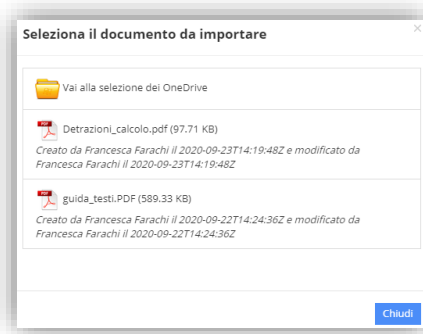 Seleziona il documento da importare
×
Vai alla selezione dei OneDrive
Detrazioni_calcolo.pdf (97.71 KB)
Creato da Francesca Farachi il 2020-09-23T14:19:48Z e modificato da
Francesca Farachi il 2020-09-23T14:19:48Z
guida_testi.PDF (589.33 KB)
Creato da Francesca Farachi il 2020-09-22T14:24:36Z e modificato da
Francesca Farachi il 2020-09-22T14:24:36Z
Chiudi